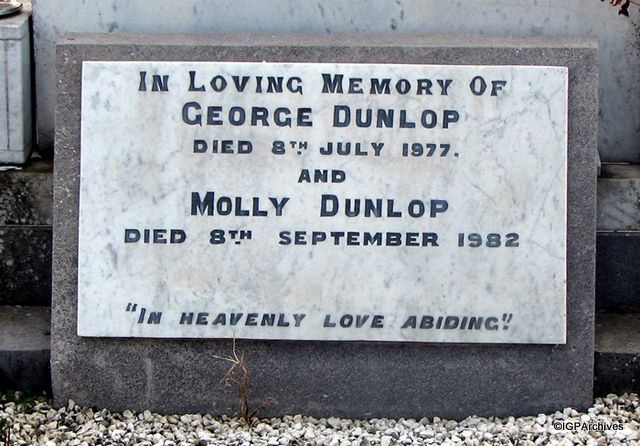 In Loving Memory Of
George Dunlop
died 8th July 1977.
and
Molly Dunlop
died 8th September 1982
"In heavenly love abiding".
©IGPArchives